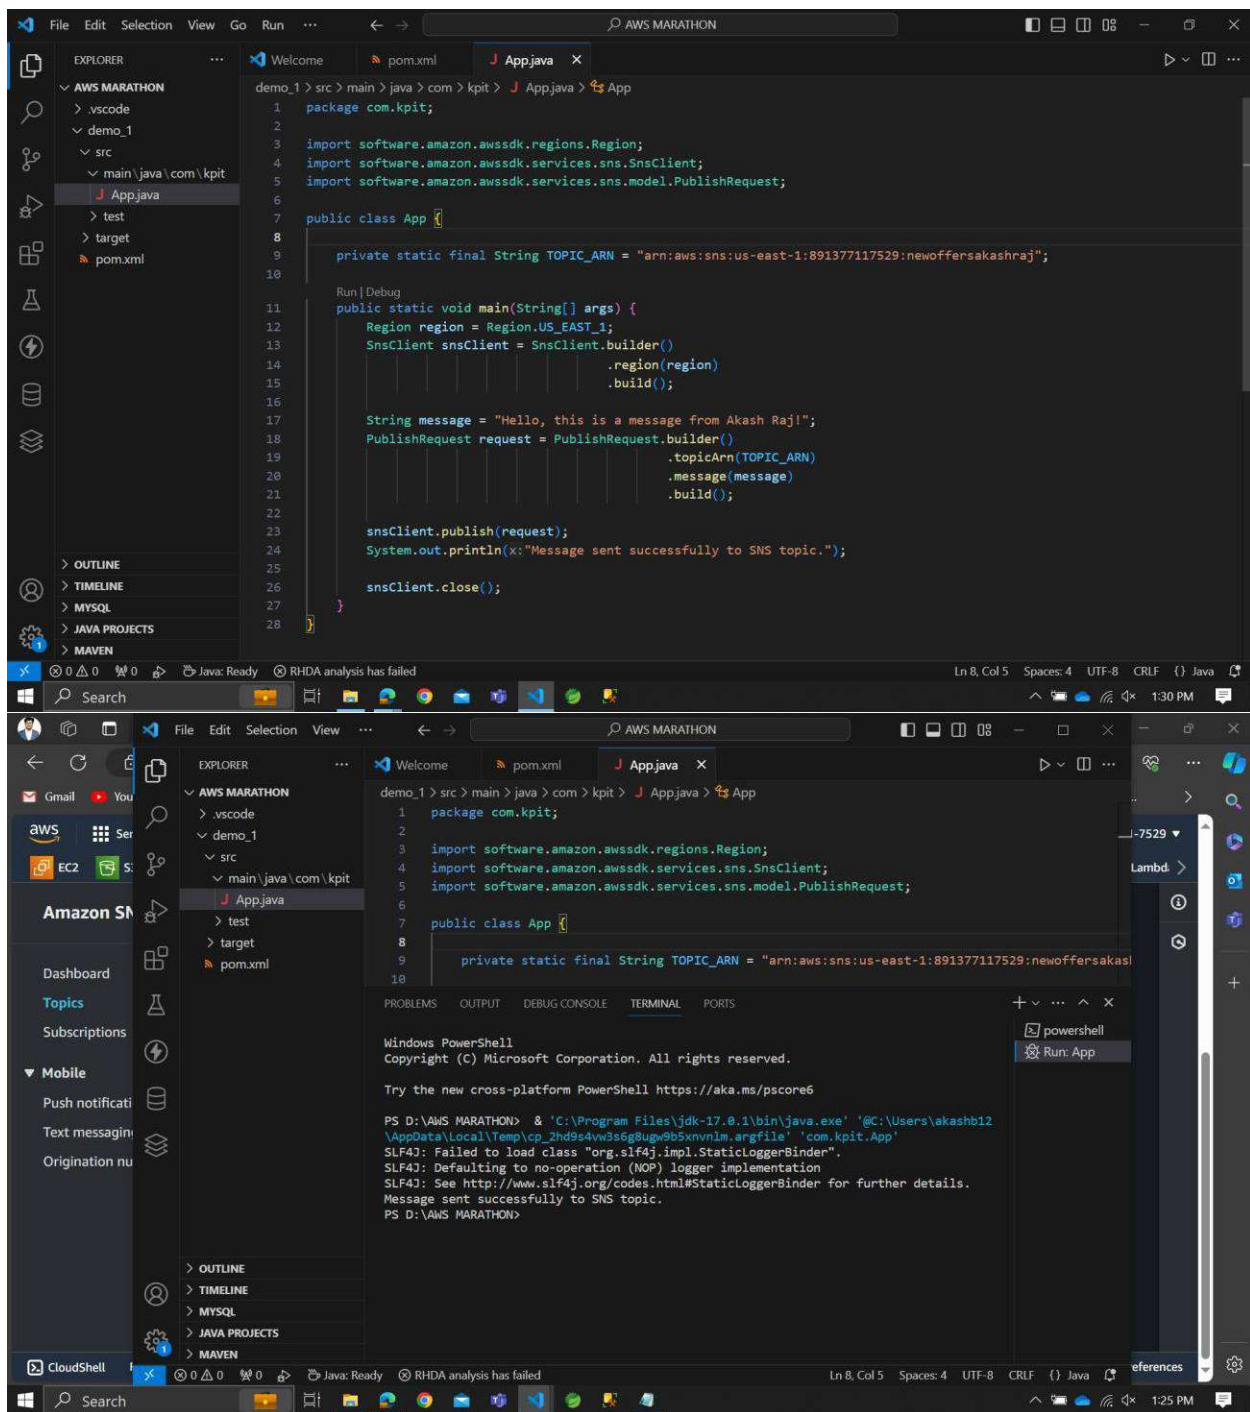 File Edit Selection View Go Run ··· AWS MARATHON
EXPLORER ···
Welcome pom.xml J App.java
AWS MARATHON
> .vscode
demo_1
src
main\java\com\kpit
J App.java
> test
> target
pom.xml
> OUTLINE
> TIMELINE
> MYSQL
> JAVA PROJECTS
> MAVEN
demo_1 > src > main > java > com > kpit > J App.java > App
1 package com.kpit;
2
3 import software.amazon.awssdk.regions.Region;
4 import software.amazon.awssdk.services.sns.SnsClient;
5 import software.amazon.awssdk.services.sns.model.PublishRequest;
6
7 public class App {
8
9 private static final String TOPIC_ARN = "arn:aws:sns:us-east-1:891377117529:newoffersakashraj";
10
Run | Debug
11 public static void main(String[] args) {
12 Region region = Region.US_EAST_1;
13 SnsClient snsClient = SnsClient.builder()
14 .region(region)
15 .build();
16
17 String message = "Hello, this is a message from Akash Raj!";
18 PublishRequest request = PublishRequest.builder()
19 .topicArn(TOPIC_ARN)
20 .message(message)
21 .build();
22
23 snsClient.publish(request);
24 System.out.println(x:"Message sent successfully to SNS topic.");
25
26 snsClient.close();
27 }
28 }
0 0 0 Java: Ready RHDA analysis has failed Ln 8, Col 5 Spaces: 4 UTF-8 CRLF {} Java
Search 1:30 PM
File Edit Selection View ··· AWS MARATHON
Gmail You
aws Ser
EC2 S
Amazon SN
Dashboard
Topics
Subscriptions
Mobile
Push notificati
Text messaging
Origination nu
CloudShell
EXPLORER ···
Welcome pom.xml J App.java
AWS MARATHON
> .vscode
demo_1
src
main\java\com\kpit
J App.java
> test
> target
pom.xml
> OUTLINE
> TIMELINE
> MYSQL
> JAVA PROJECTS
> MAVEN
demo_1 > src > main > java > com > kpit > J App.java > App
1 package com.kpit;
2
3 import software.amazon.awssdk.regions.Region;
4 import software.amazon.awssdk.services.sns.SnsClient;
5 import software.amazon.awssdk.services.sns.model.PublishRequest;
6
7 public class App {
8
9 private static final String TOPIC_ARN = "arn:aws:sns:us-east-1:891377117529:newoffersakas
10
PROBLEMS OUTPUT DEBUG CONSOLE TERMINAL PORTS
powershell
Run: App
Windows PowerShell
Copyright (C) Microsoft Corporation. All rights reserved.
Try the new cross-platform PowerShell https://aka.ms/pscore6
PS D:\AWS MARATHON> & 'C:\Program Files\jdk-17.0.1\bin\java.exe' '@C:\Users\akashb12
\AppData\Local\Temp\cp_2hd9s4vw3s6g8ugw9b5xnvnlm.argfile' 'com.kpit.App'
SLF4J: Failed to load class "org.slf4j.impl.StaticLoggerBinder".
SLF4J: Defaulting to no-operation (NOP) logger implementation
SLF4J: See http://www.slf4j.org/codes.html#StaticLoggerBinder for further details.
Message sent successfully to SNS topic.
PS D:\AWS MARATHON>
-7529
Lambd
eferences
0 0 0 Java: Ready RHDA analysis has failed Ln 8, Col 5 Spaces: 4 UTF-8 CRLF {} Java
Search 1:25 PM